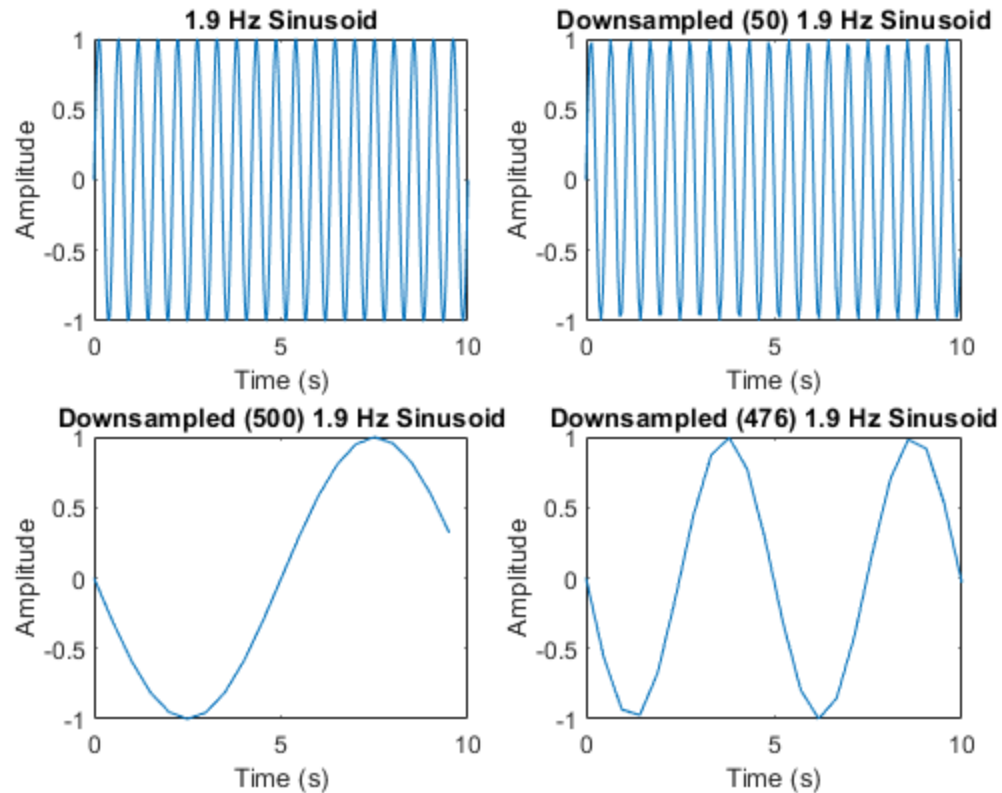 1.9 Hz Sinusoid
1
0.5
0
-0.5
-1
Amplitude
0 5 10
Time (s)
Downsampled (50) 1.9 Hz Sinusoid
1
0.5
0
-0.5
-1
Amplitude
0 5 10
Time (s)
Downsampled (500) 1.9 Hz Sinusoid
1
0.5
0
-0.5
-1
Amplitude
0 5 10
Time (s)
Downsampled (476) 1.9 Hz Sinusoid
1
0.5
0
-0.5
-1
Amplitude
0 5 10
Time (s)